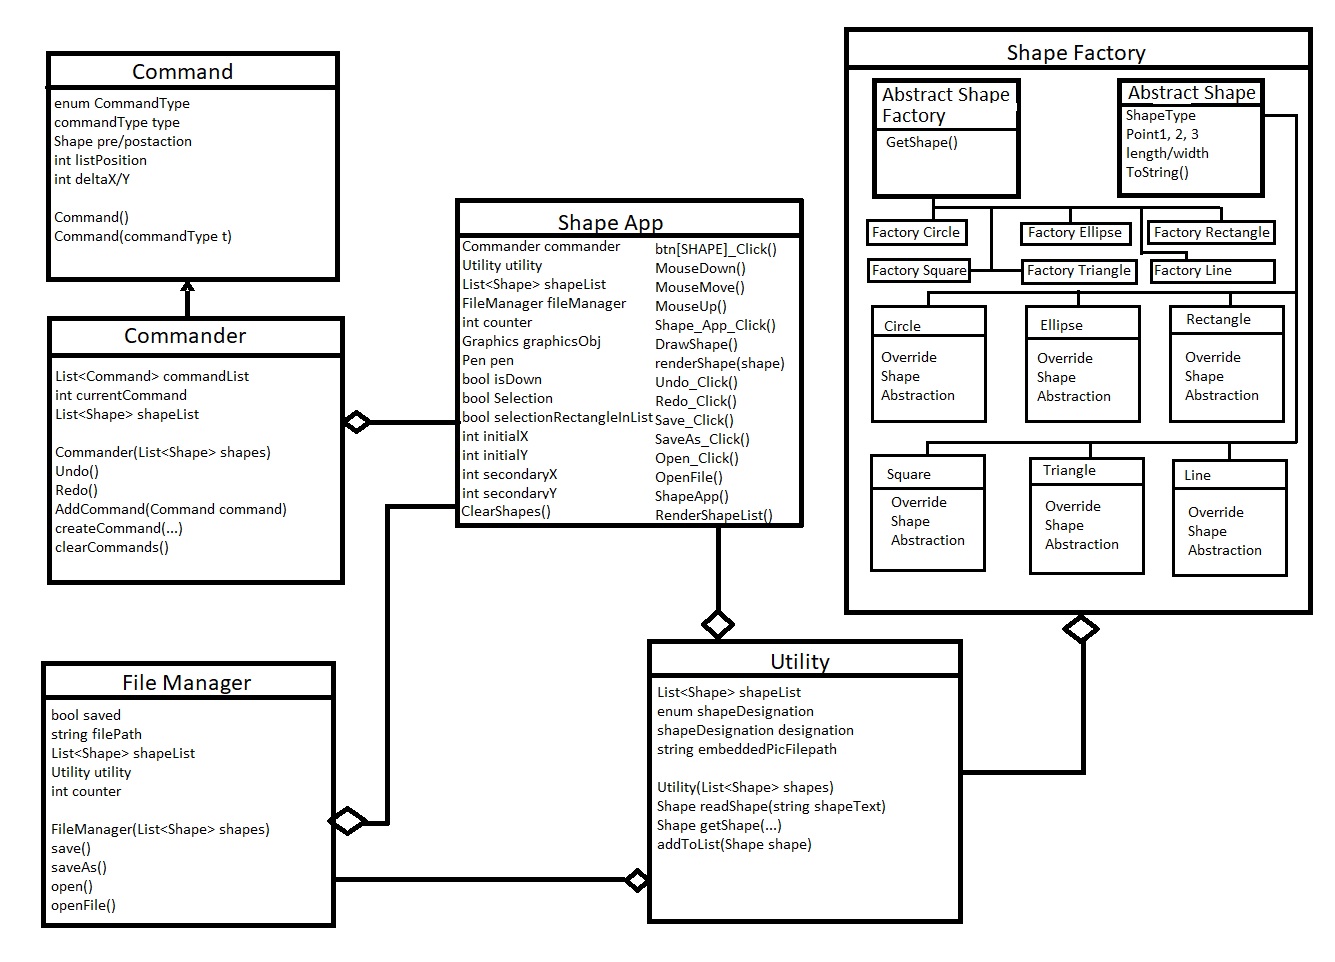 Command
enum CommandType
commandType type
Shape pre/postaction
int listPosition
int deltaX/Y
Command()
Command(commandType t)
Commander
List<Command> commandList
int currentCommand
List<Shape> shapeList
Commander(List<Shape> shapes)
Undo()
Redo()
AddCommand(Command command)
createCommand(...)
clearCommands()
File Manager
bool saved
string filePath
List<Shape> shapeList
Utility utility
int counter
FileManager(List<Shape> shapes)
save()
saveAs()
open()
openFile()
Shape App
Commander commander
Utility utility
List<Shape> shapeList
FileManager fileManager
int counter
Graphics graphicsObj
Pen pen
bool isDown
bool Selection
bool selectionRectangleInList
int initialX
int initialY
int secondaryX
int secondaryY
ClearShapes()
btn[SHAPE]_Click()
MouseDown()
MouseMove()
MouseUp()
Shape_App_Click()
DrawShape()
renderShape(shape)
Undo_Click()
Redo_Click()
Save_Click()
SaveAs_Click()
Open_Click()
OpenFile()
ShapeApp()
RenderShapeList()
Utility
List<Shape> shapeList
enum shapeDesignation
shapeDesignation designation
string embeddedPicFilepath
Utility(List<Shape> shapes)
Shape readShape(string shapeText)
Shape getShape(...)
addToList(Shape shape)
Shape Factory
Abstract Shape
Factory
GetShape()
Abstract Shape
ShapeType
Point1, 2, 3
length/width
ToString()
Factory Circle
Factory Ellipse
Factory Rectangle
Factory Square
Factory Triangle
Factory Line
Circle
Override
Shape
Abstraction
Ellipse
Override
Shape
Abstraction
Rectangle
Override
Shape
Abstraction
Square
Override
Shape
Abstraction
Triangle
Override
Shape
Abstraction
Line
Override
Shape
Abstraction